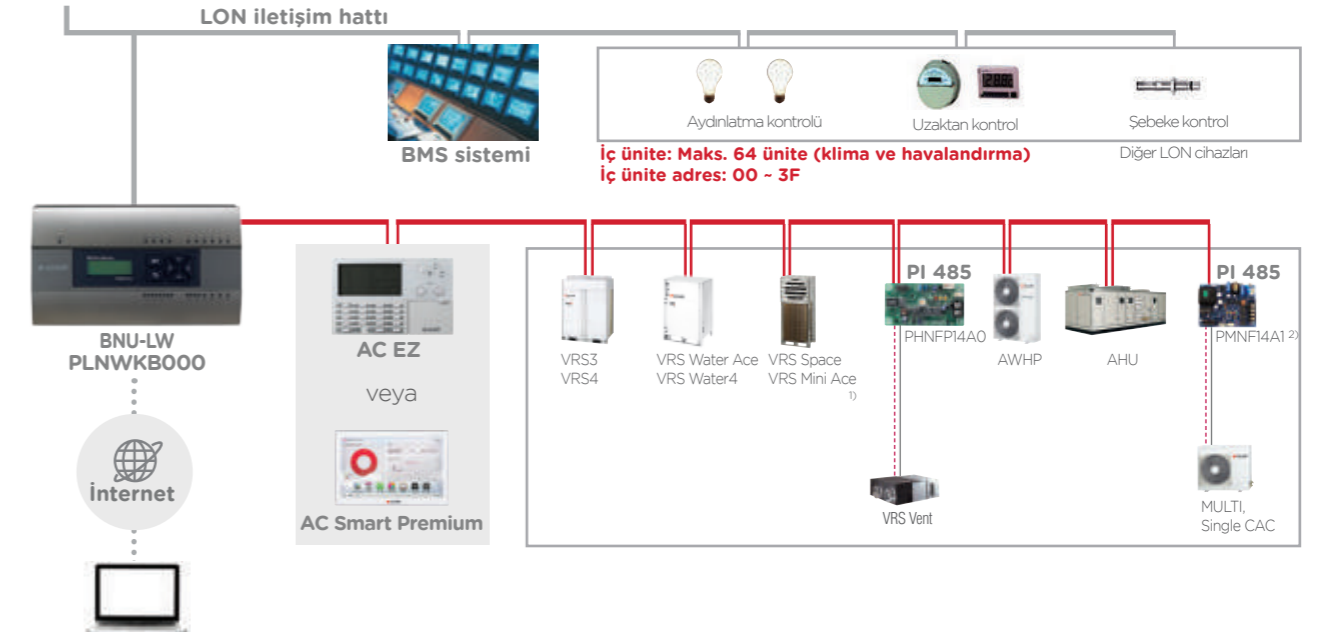 LON iletişim hattı
BMS sistemi
Aydınlatma kontrolü
Uzaktan kontrol
Şebeke kontrol
Diğer LON cihazları
İç ünite: Maks. 64 ünite (klima ve havalandırma)
İç ünite adres: 00 ~ 3F
BNU-LW
PLNWKB000
İnternet
AC EZ
veya
AC Smart Premium
VRS3
VRS4
VRS Water Ace
VRS Water4
VRS Space
VRS Mini Ace
1)
PI 485
PHNFP14A0
VRS Vent
AWHP
AHU
PI 485
PMNF14A1 2)
MULTI,
Single CAC